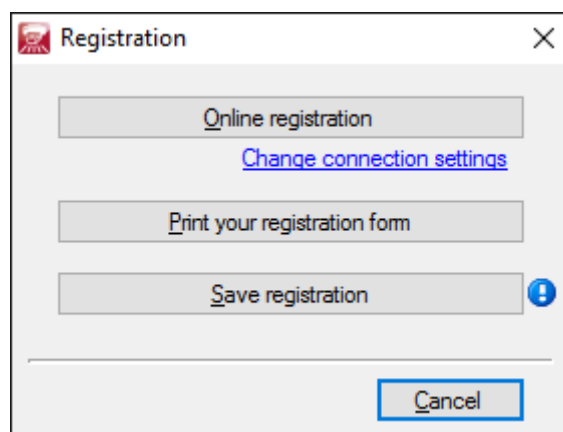 Registration
Online registration
Change connection settings
Print your registration form
Save registration
Cancel